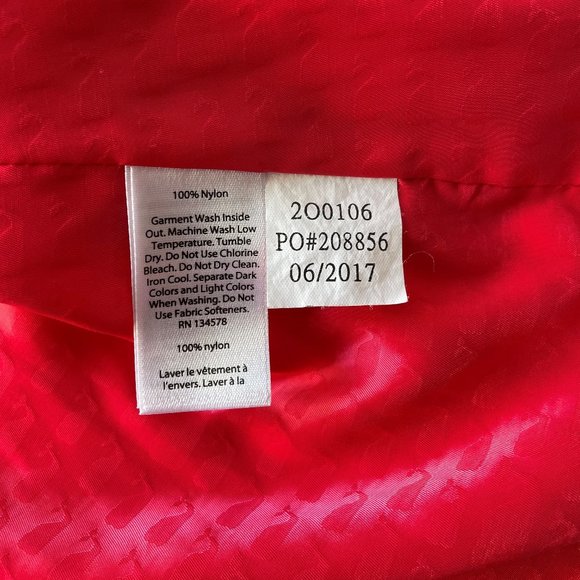 100% Nylon
Garment Wash Inside
Out. Machine Wash Low
Temperature. Tumble
Dry. Do Not Use Chlorine
Bleach. Do Not Dry Clean.
Iron Cool. Separate Dark
Colors and Light Colors
When Washing. Do Not
Use Fabric Softeners.
RN 134578
100% nylon
Laver le vêtement à
l'envers. Laver à la
2O0106
PO#208856
06/2017